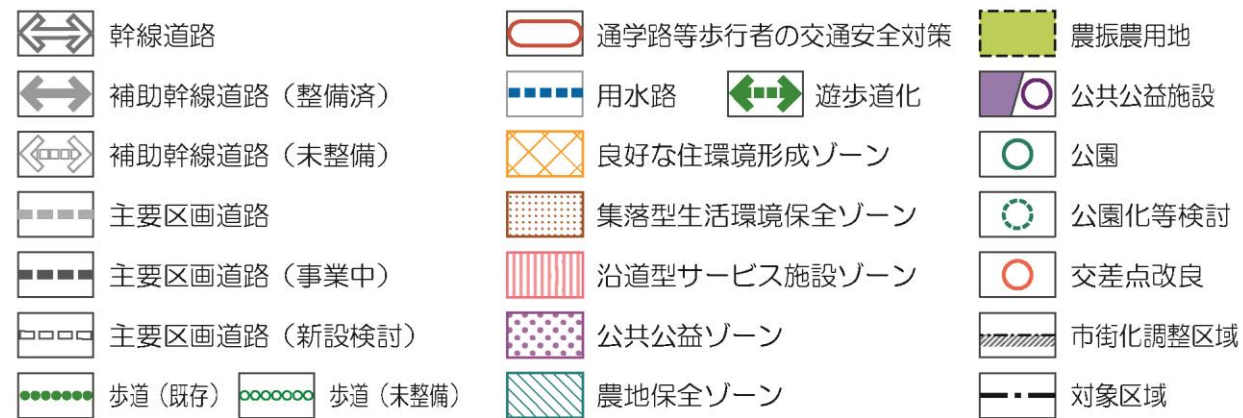 幹線道路
補助幹線道路（整備済）
補助幹線道路（未整備）
主要区画道路
主要区画道路（事業中）
主要区画道路（新設検討）
歩道（既存） 歩道（未整備）
通学路等歩行者の交通安全対策
用水路 遊歩道化
良好な住環境形成ゾーン
集落型生活環境保全ゾーン
沿道型サービス施設ゾーン
公共公益ゾーン
農地保全ゾーン
農振農用地
公共公益施設
公園
公園化等検討
交差点改良
市街化調整区域
対象区域